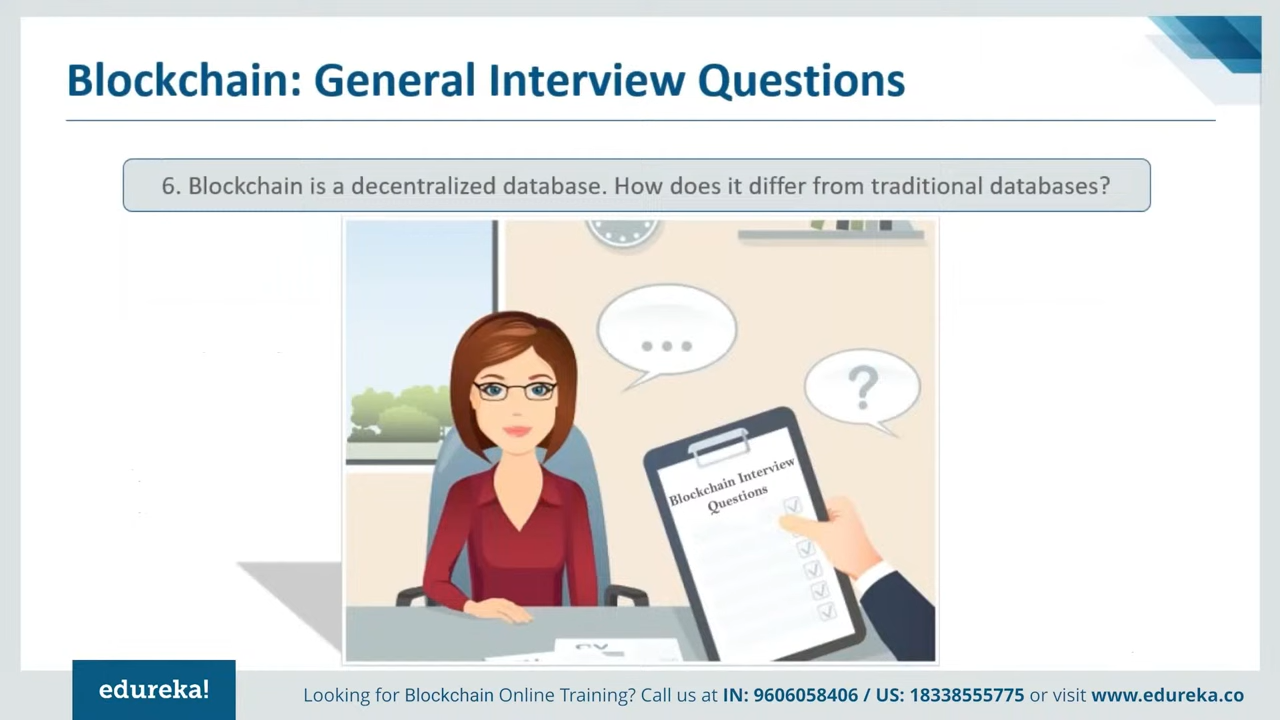 Blockchain: General Interview Questions
6. Blockchain is a decentralized database. How does it differ from traditional databases?
...
?
Blockchain Interview
Questions
edureka!
Looking for Blockchain Online Training? Call us at IN: 9606058406 / US: 18338555775 or visit www.edureka.co